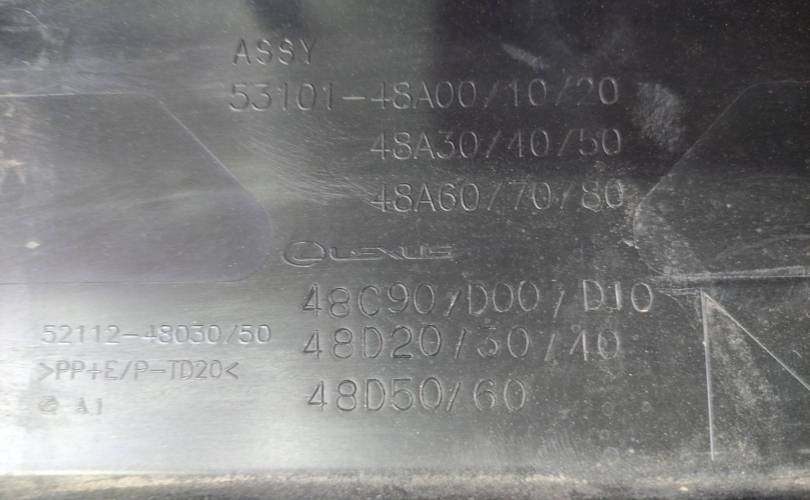 ASSY
53101-48A00/10/20
48A30/40/50
48A60/70/80
LEXUS
48C90/D00/D10
48D20/30/40
48D50/60
52112-48030/50
>PP+E/P-TD20<
A1